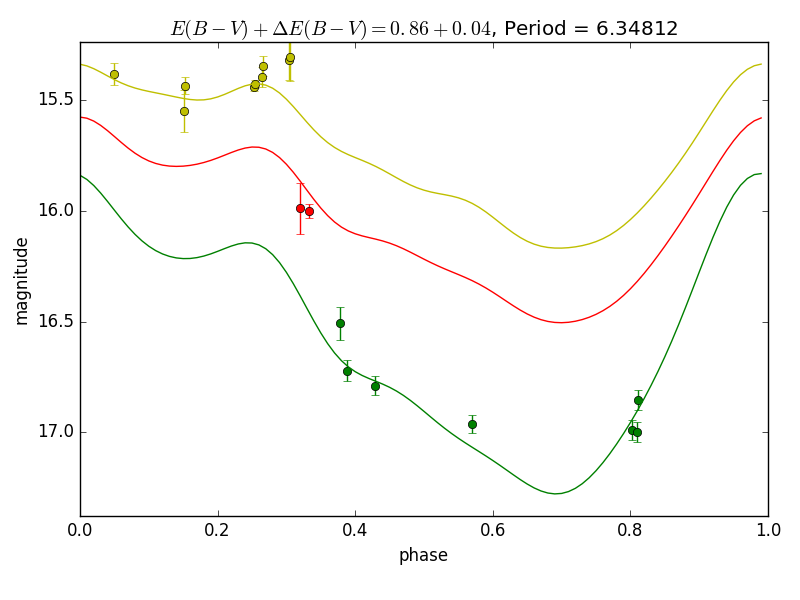 E(B − V) + ΔE(B − V) = 0.86 + 0.04, Period = 6.34812
15.5
16.0
16.5
17.0
magnitude
0.0 0.2 0.4 0.6 0.8 1.0
phase